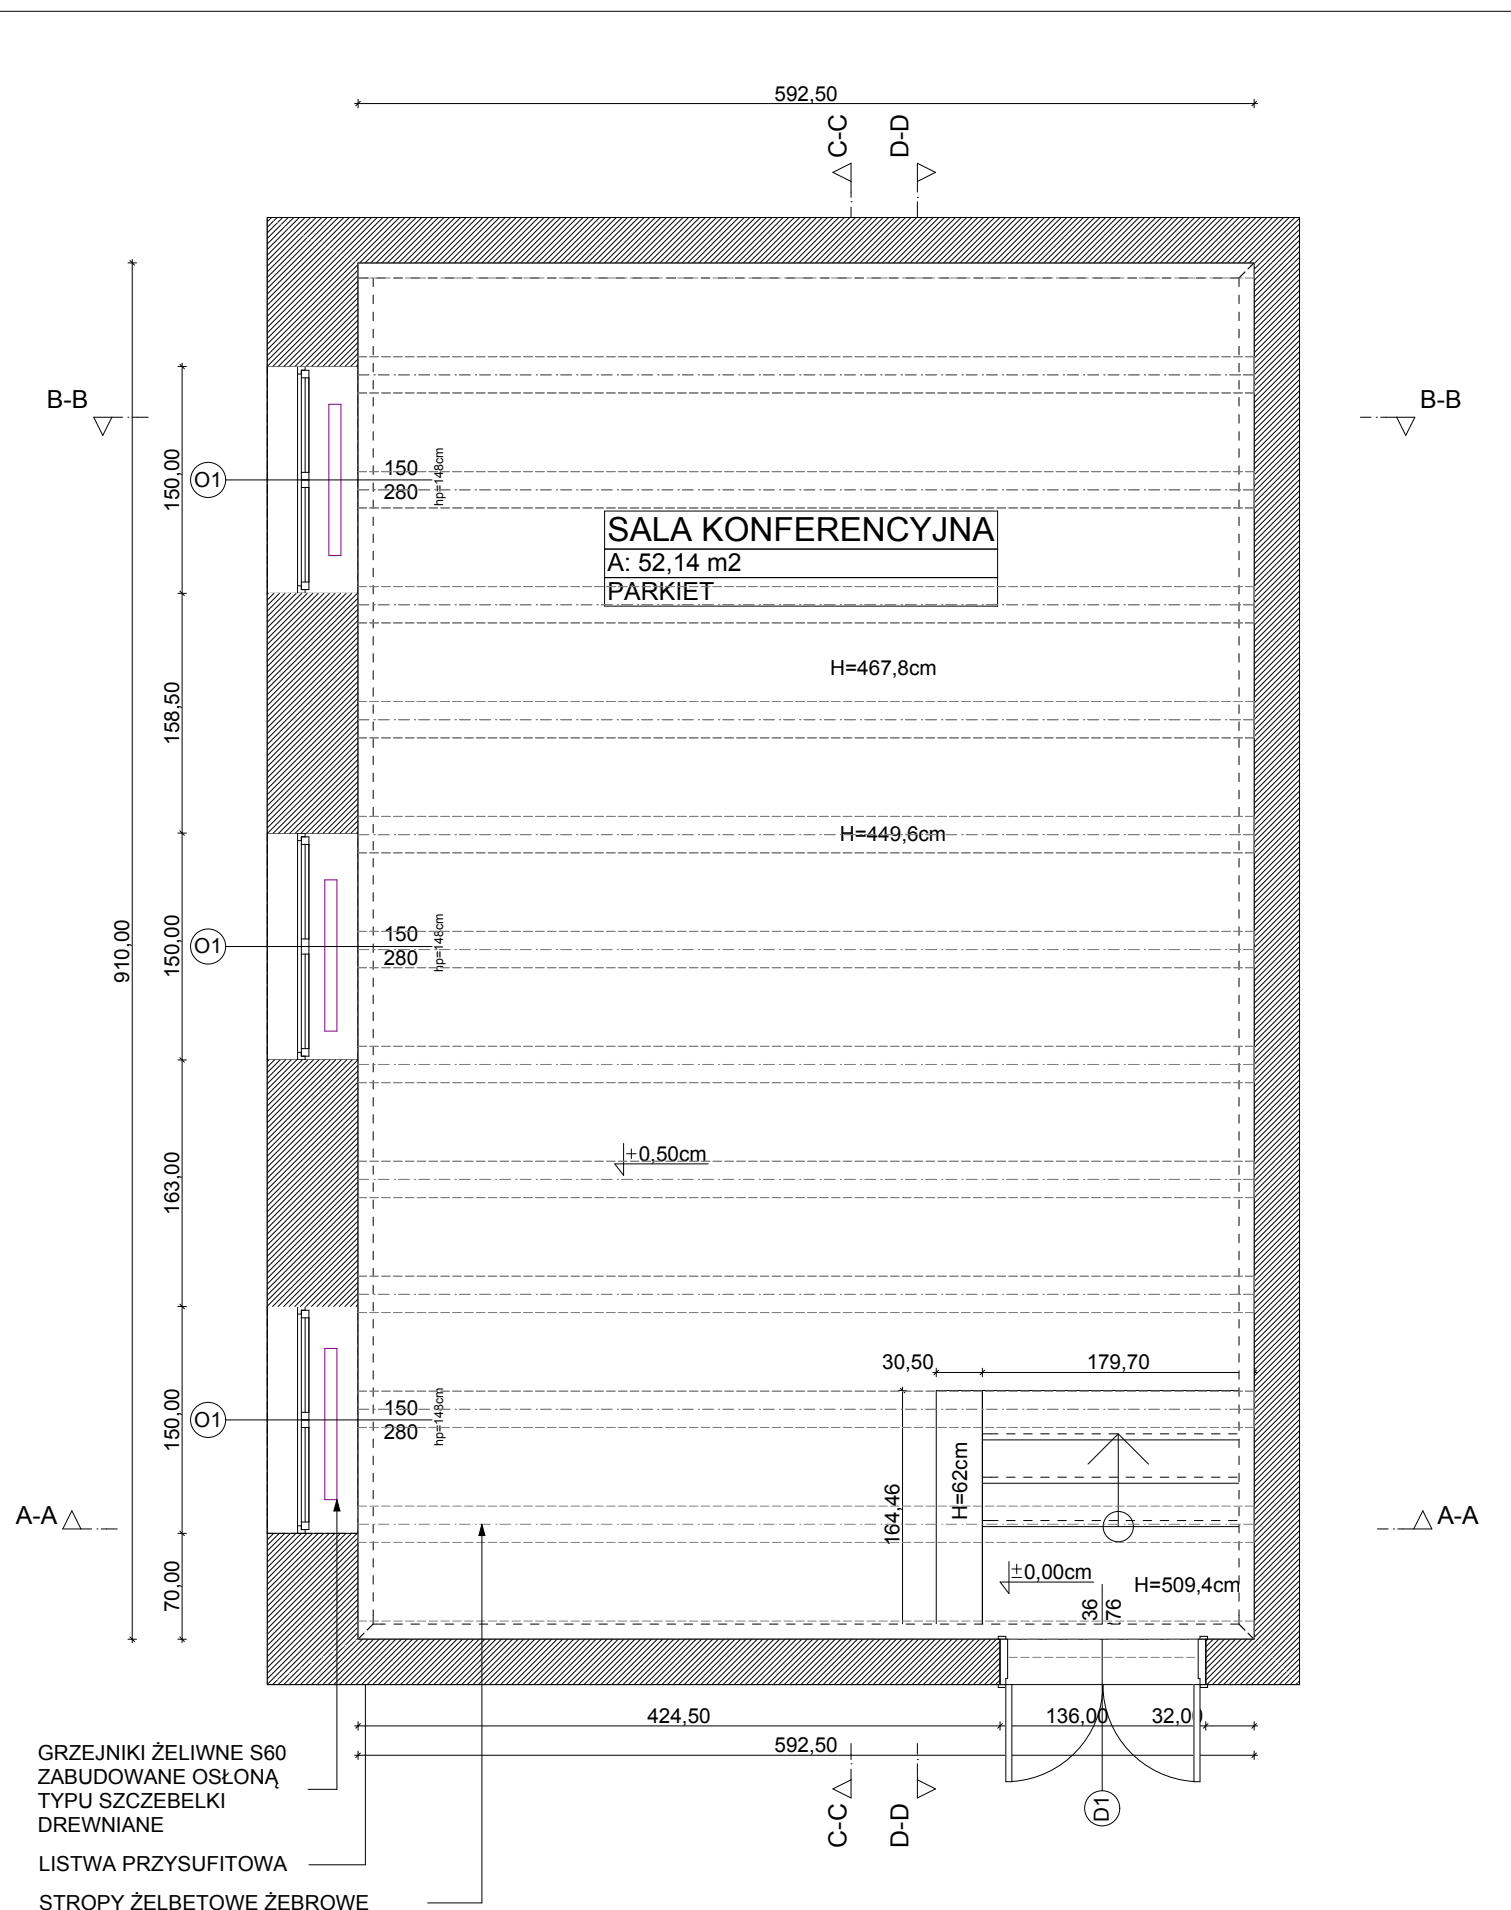 592,50
C-C
D-D
B-B
B-B
150,00
O1
150
280
hp=148cm
SALA KONFERENCYJNA
A: 52,14 m2
PARKIET
H=467,8cm
158,50
H=449,6cm
910,00
150,00
O1
150
280
hp=148cm
±0,50cm
163,00
30,50
179,70
150,00
O1
150
280
hp=148cm
H=62cm
164,46
A-A
A-A
±0,00cm
H=509,4cm
70,00
36
76
424,50
136,00
32,00
592,50
GRZEJNIKI ŻELIWNE S60
ZABUDOWANE OSŁONĄ
TYPU SZCZEBELKI
DREWNIANE
C-C
D-D
D1
LISTWA PRZYSUFITOWA
STROPY ŻELBETOWE ŻEBROWE